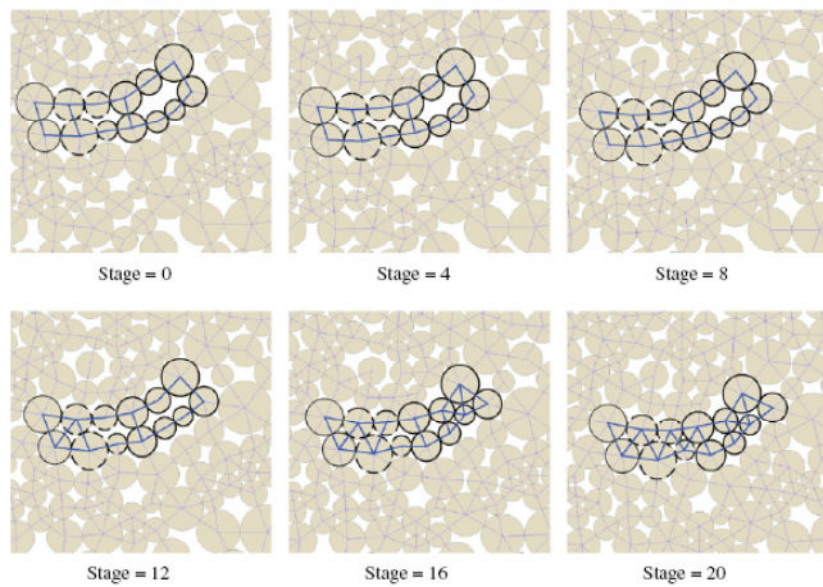 Stage = 0
Stage = 4
Stage = 8
Stage = 12
Stage = 16
Stage = 20